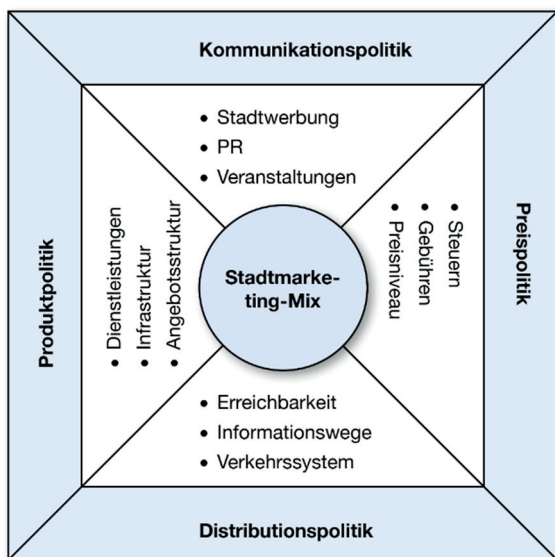 Kommunikationspolitik
• Stadtwerbung
• PR
• Veranstaltungen
Produktpolitik
• Dienstleistungen
• Infrastruktur
• Angebotsstruktur
Stadtmarke-
ting-Mix
• Steuern
• Gebühren
• Preisniveau
Preispolitik
• Erreichbarkeit
• Informationswege
• Verkehrssystem
Distributionspolitik